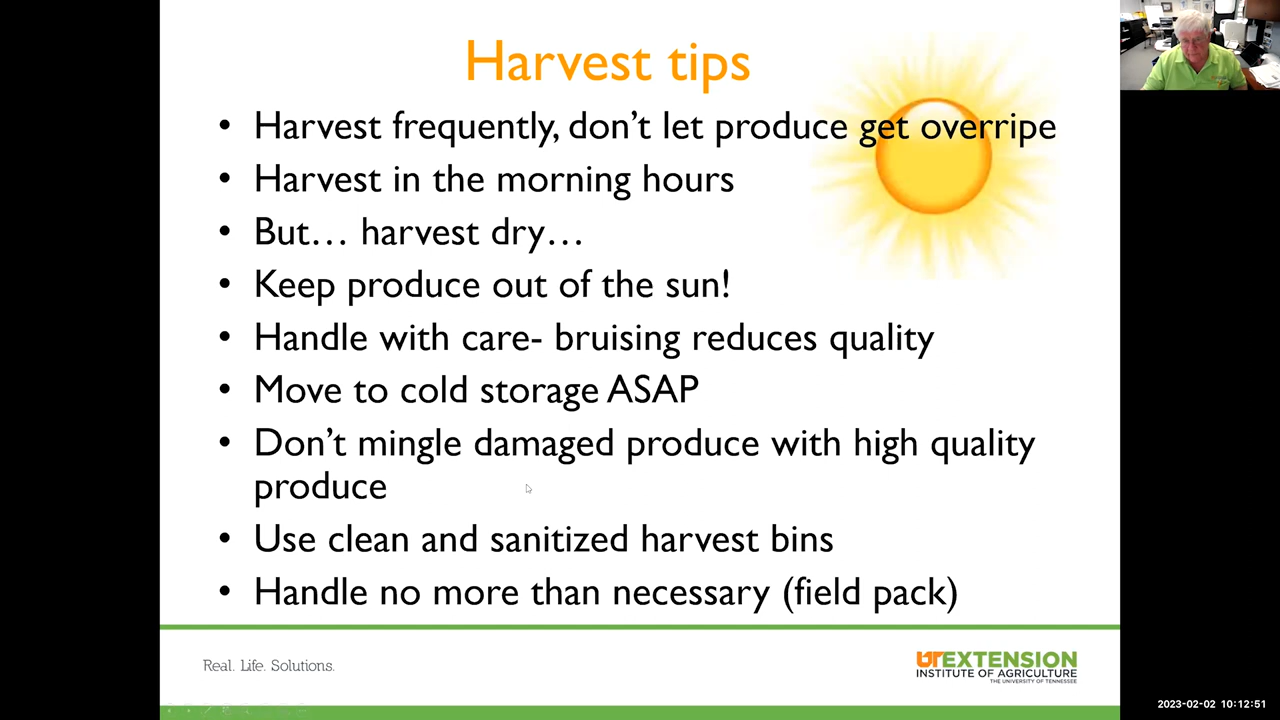 Harvest tips
• Harvest frequently, don't let produce get overripe
• Harvest in the morning hours
• But… harvest dry…
• Keep produce out of the sun!
• Handle with care- bruising reduces quality
• Move to cold storage ASAP
• Don't mingle damaged produce with high quality
produce
• Use clean and sanitized harvest bins
• Handle no more than necessary (field pack)
Real. Life. Solutions.
UT EXTENSION
INSTITUTE OF AGRICULTURE
THE UNIVERSITY OF TENNESSEE
2023-02-02 10:12:51